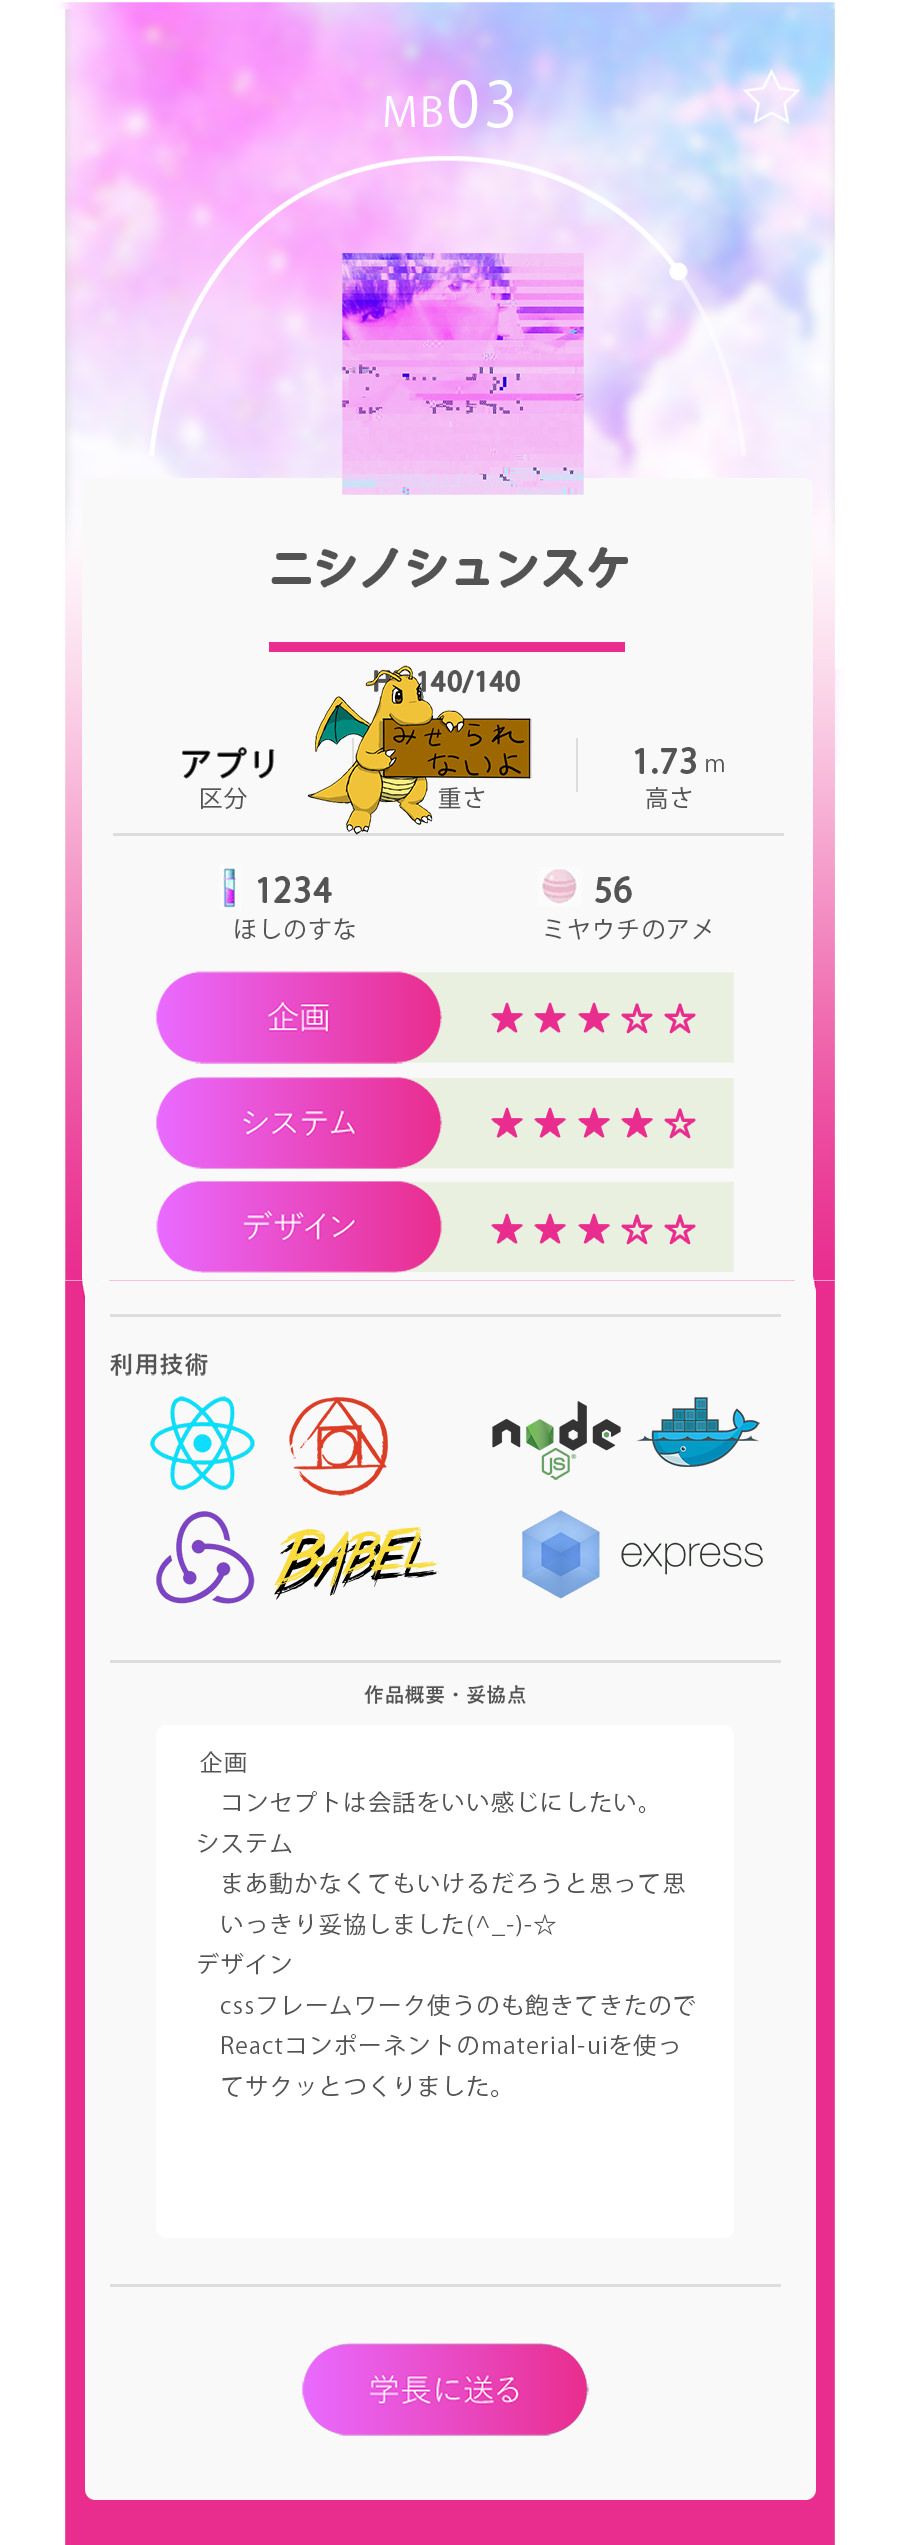 MB03
ニシノシュンスケ
140/140
みせられ
ないよ
アプリ
1.73 m
区分
重さ
高さ
1234
56
ほしのすな
ミヤウチのアメ
企画
★★★☆☆
システム
★★★★☆
デザイン
★★★☆☆
利用技術
node
JS
BABEL
express
作品概要・妥協点
企画
コンセプトは会話をいい感じにしたい。
システム
まあ動かなくてもいけるだろうと思って思
いっきり妥協しました(^_-)-☆
デザイン
cssフレームワーク使うのも飽きてきたので
Reactコンポーネントのmaterial-uiを使っ
てサクッとつくりました。
学長に送る